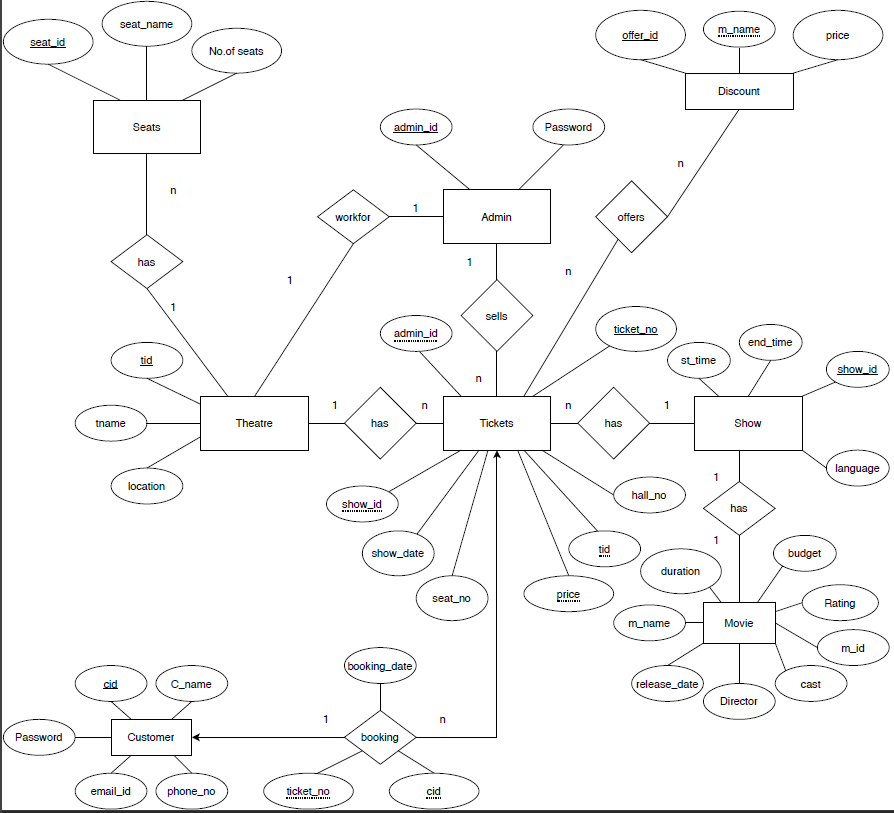 seat_id
seat_name
No.of seats
Seats
n
has
1
offer_id
m_name
price
Discount
n
offers
n
admin_id
Password
Admin
1
workfor
1
1
sells
n
tid
tname
location
Theatre
1
has
n
admin_id
ticket_no
Tickets
n
has
1
st_time
end_time
show_id
language
Show
show_id
show_date
seat_no
price
tid
hall_no
1
has
1
duration
budget
Rating
m_name
Movie
m_id
release_date
Director
cast
booking_date
cid
C_name
Password
Customer
email_id
phone_no
1
booking
n
ticket_no
cid